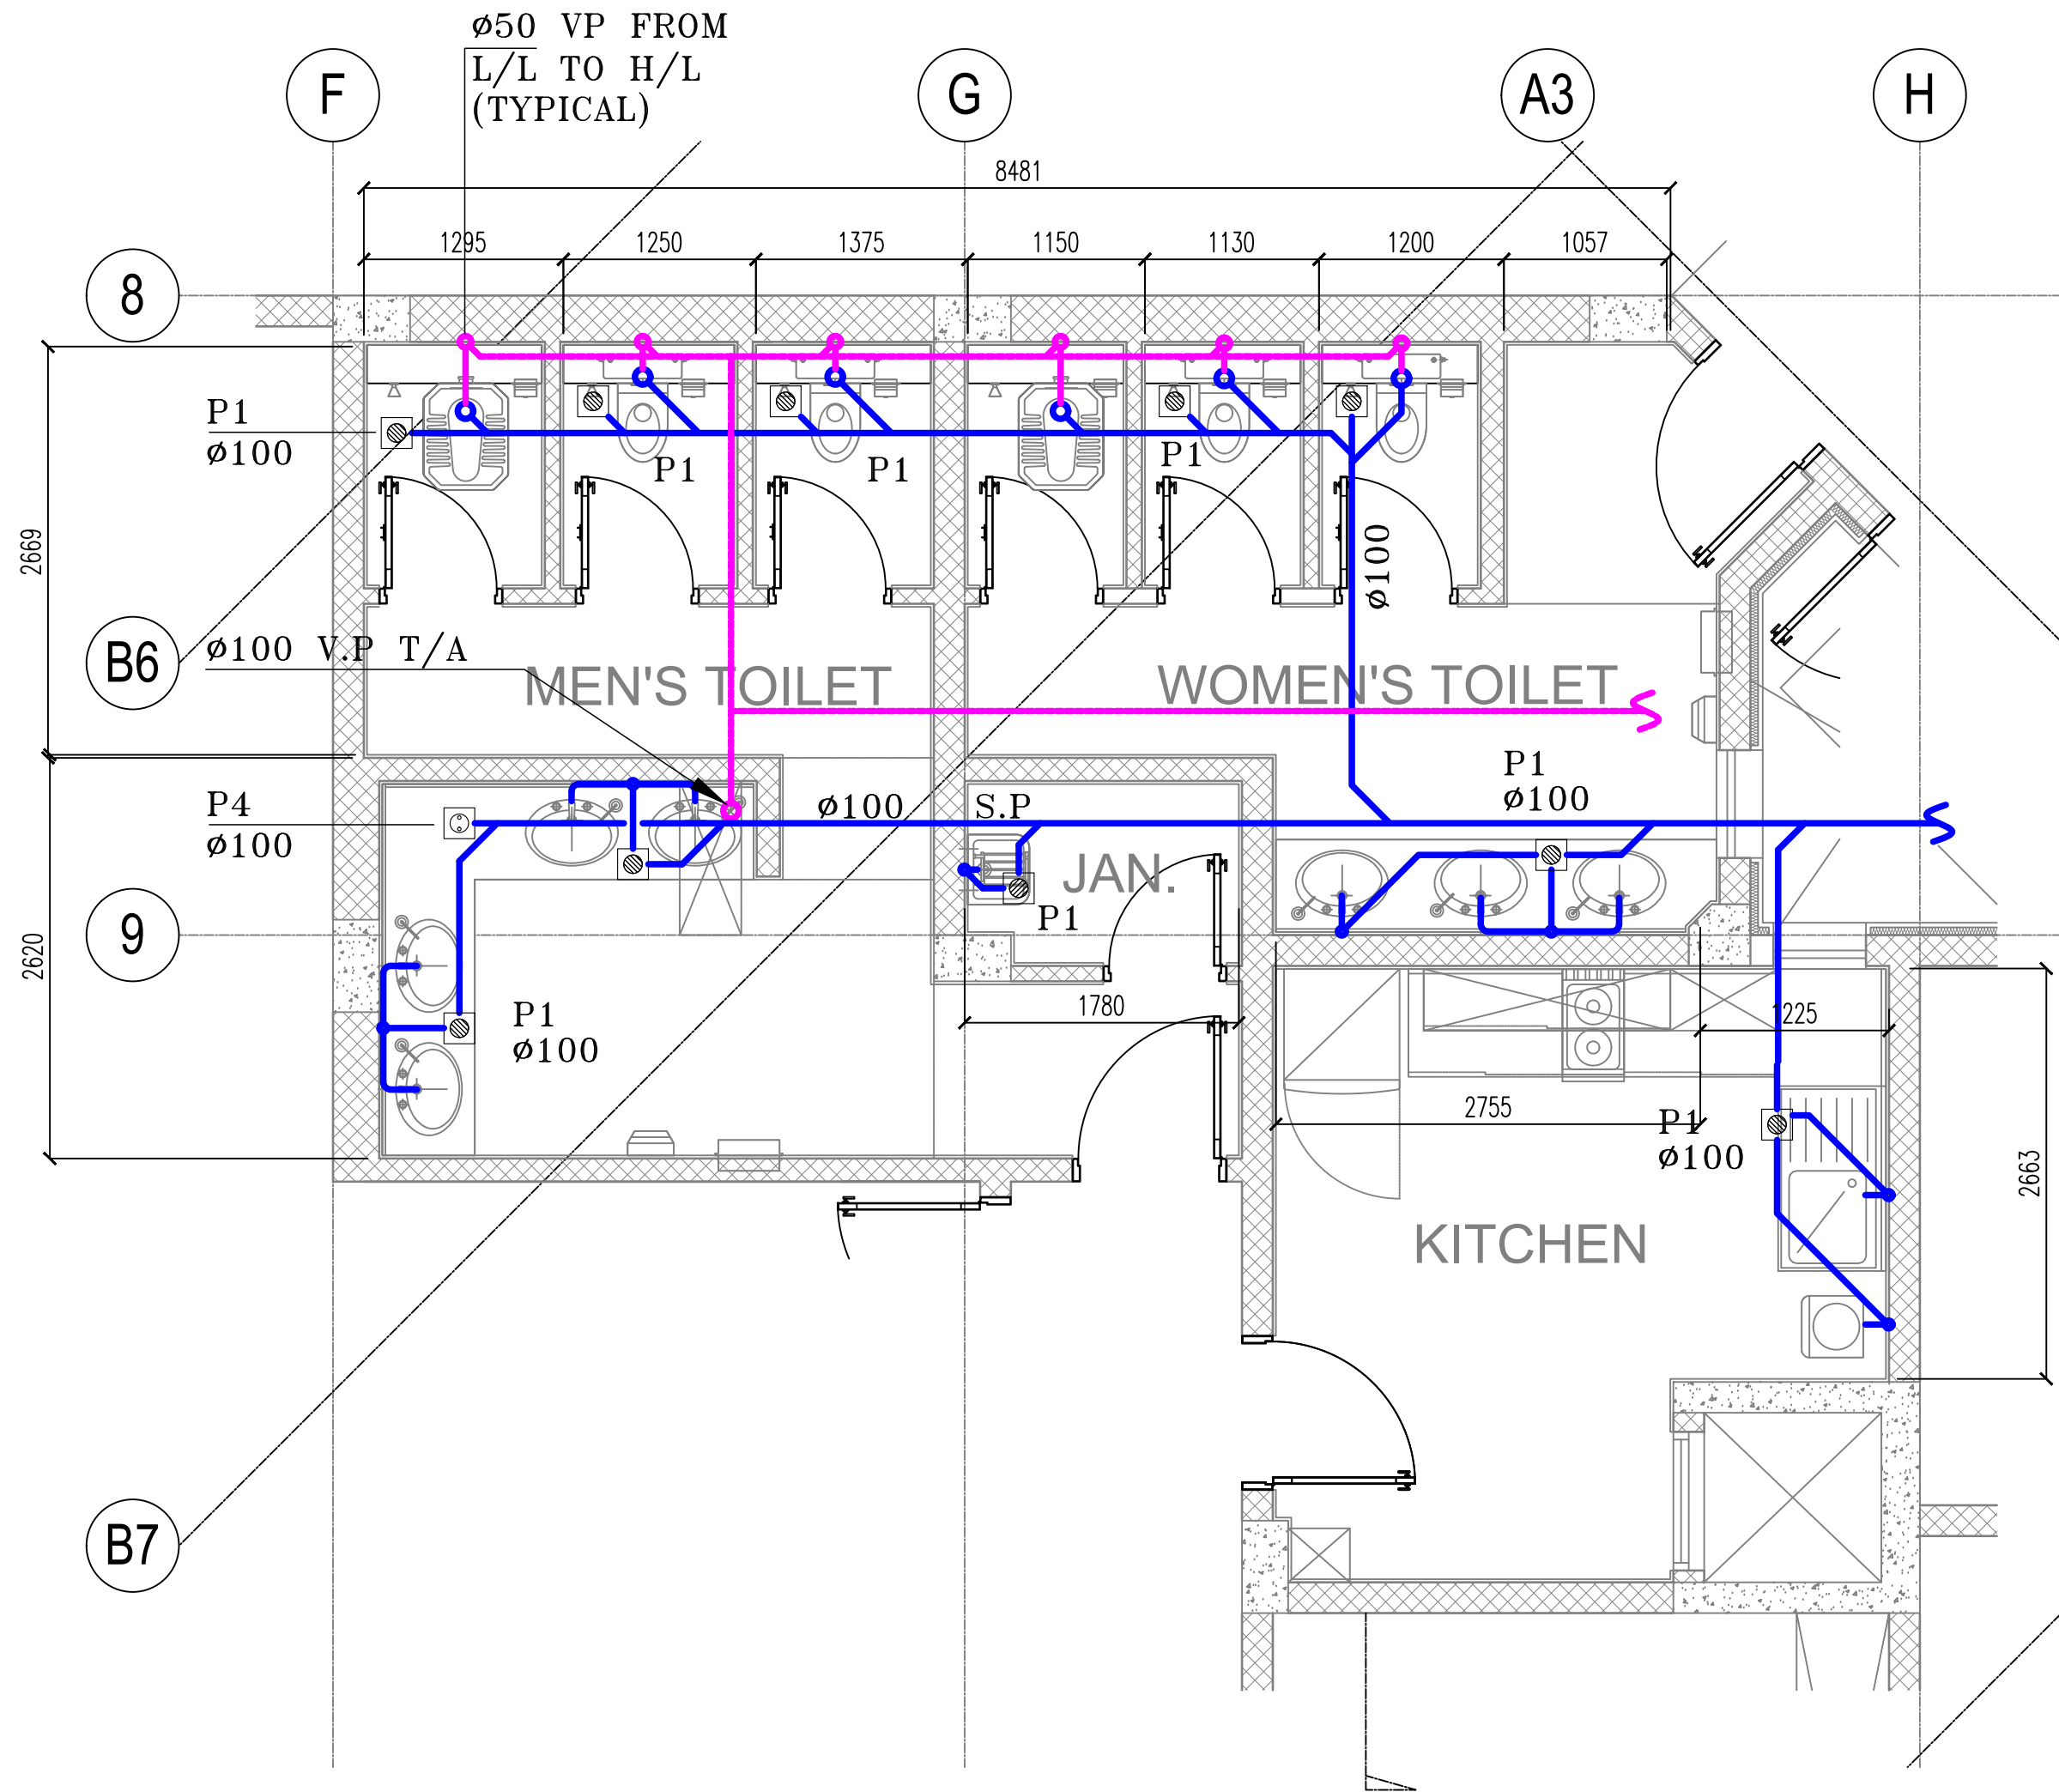 ø50 VP FROM
L/L TO H/L
(TYPICAL)
F
G
A3
H
8481
1295
1250
1375
1150
1130
1200
1057
8
P1
ø100
P1
P1
P1
2669
ø100
B6
ø100 V.P T/A
MEN'S TOILET
WOMEN'S TOILET
P4
ø100
ø100
S.P
P1
ø100
JAN.
P1
9
2620
P1
ø100
1780
1225
2755
P1
ø100
2663
KITCHEN
B7